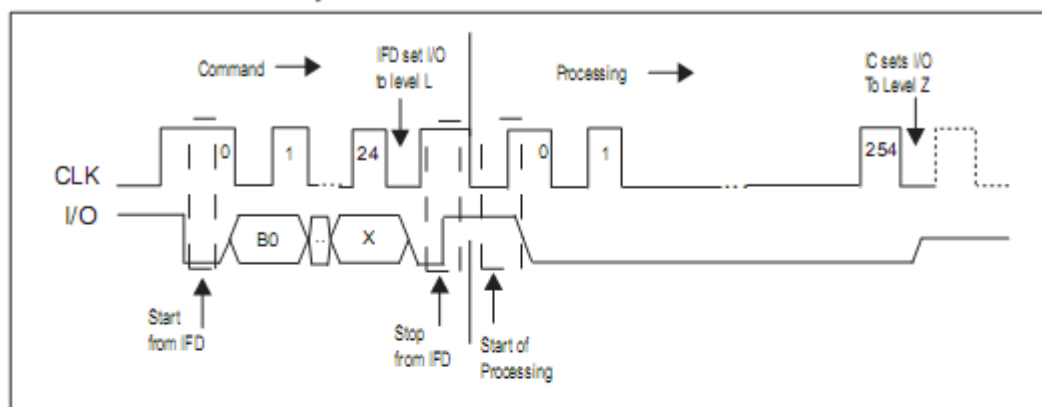 Command
IFD set I/O
to level L
Processing
IC sets I/O
To Level Z
CLK
0
1
24
0
1
254
I/O
B0
..
X
Start
from IFD
Stop
from IFD
Start of
Processing